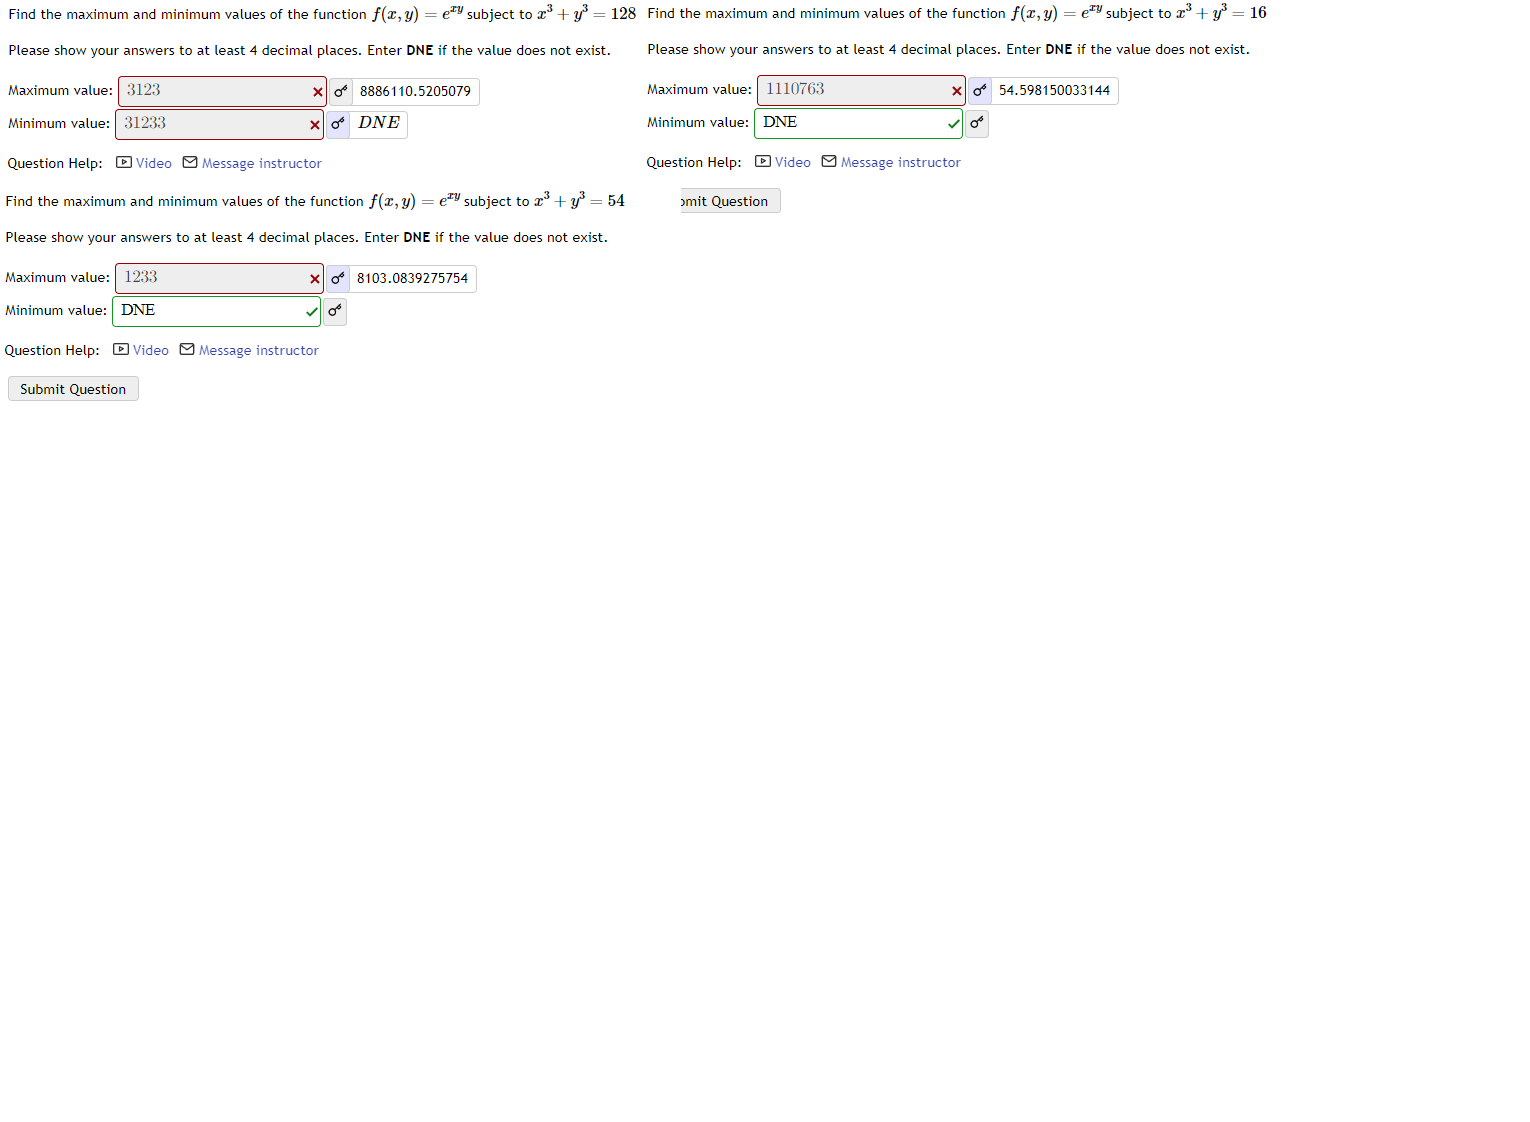 Find the maximum and minimum values of the function f(x, y) = e^{xy} subject to x³ + y³ = 128
Please show your answers to at least 4 decimal places. Enter DNE if the value does not exist.
Maximum value: 3123 8886110.5205079
Minimum value: 31233 DNE
Question Help: Video Message instructor
Find the maximum and minimum values of the function f(x, y) = e^{xy} subject to x³ + y³ = 16
Please show your answers to at least 4 decimal places. Enter DNE if the value does not exist.
Maximum value: 1110763 54.598150033144
Minimum value: DNE
Question Help: Video Message instructor
omit Question
Find the maximum and minimum values of the function f(x, y) = e^{xy} subject to x³ + y³ = 54
Please show your answers to at least 4 decimal places. Enter DNE if the value does not exist.
Maximum value: 1233 8103.0839275754
Minimum value: DNE
Question Help: Video Message instructor
Submit Question